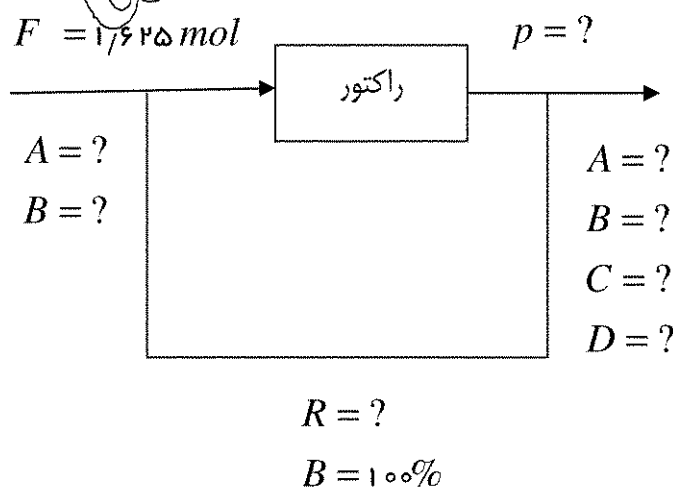 F = ۱٫۶۲۵ mol
p = ?
راکتور
A = ?
B = ?
A = ?
B = ?
C = ?
D = ?
R = ?
B = ۱۰۰%